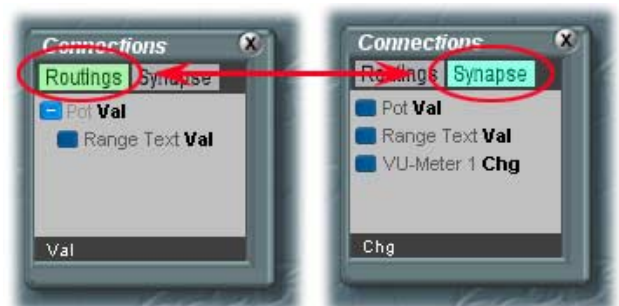 Connections X
Routings Synapse
Pot Val
Range Text Val
Val
Connections X
Routings Synapse
Pot Val
Range Text Val
VU-Meter 1 Chg
Chg